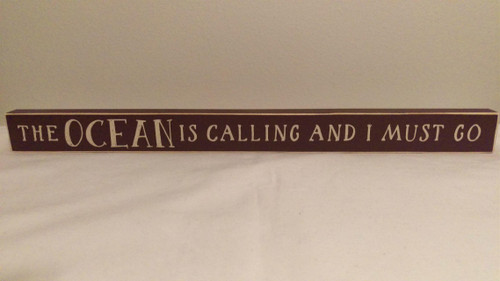 THE OCEAN IS CALLING AND I MUST GO